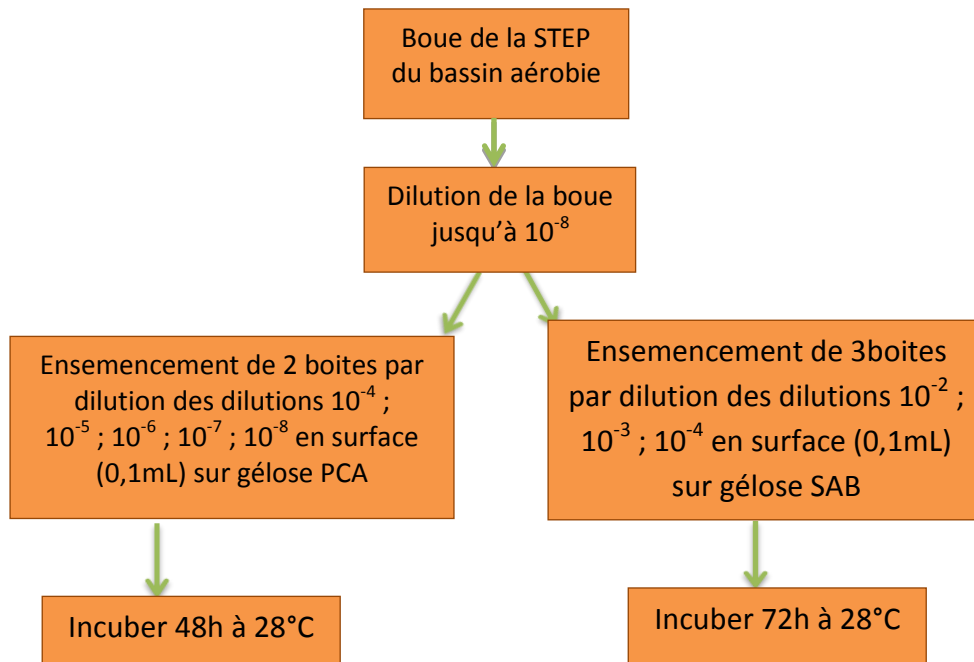 Boue de la STEP
du bassin aérobie
Dilution de la boue
jusqu’à 10⁻⁸
Ensemencement de 2 boites par
dilution des dilutions 10⁻⁴ ;
10⁻⁵ ; 10⁻⁶ ; 10⁻⁷ ; 10⁻⁸ en surface
(0,1mL) sur gélose PCA
Ensemencement de 3boites
par dilution des dilutions 10⁻² ;
10⁻³ ; 10⁻⁴ en surface (0,1mL)
sur gélose SAB
Incuber 48h à 28°C
Incuber 72h à 28°C